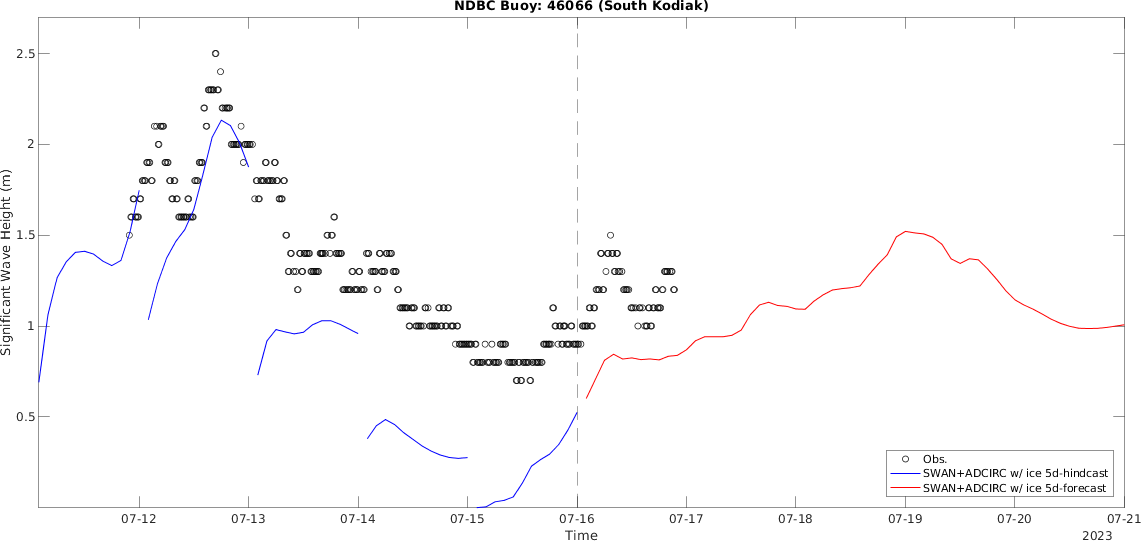 NDBC Buoy: 46066 (South Kodiak)
2.5
2
1.5
1
0.5
Significant Wave Height (m)
07-12
07-13
07-14
07-15
07-16
07-17
07-18
07-19
07-20
07-21
Time
2023
Obs.
SWAN+ADCIRC w/ ice 5d-hindcast
SWAN+ADCIRC w/ ice 5d-forecast